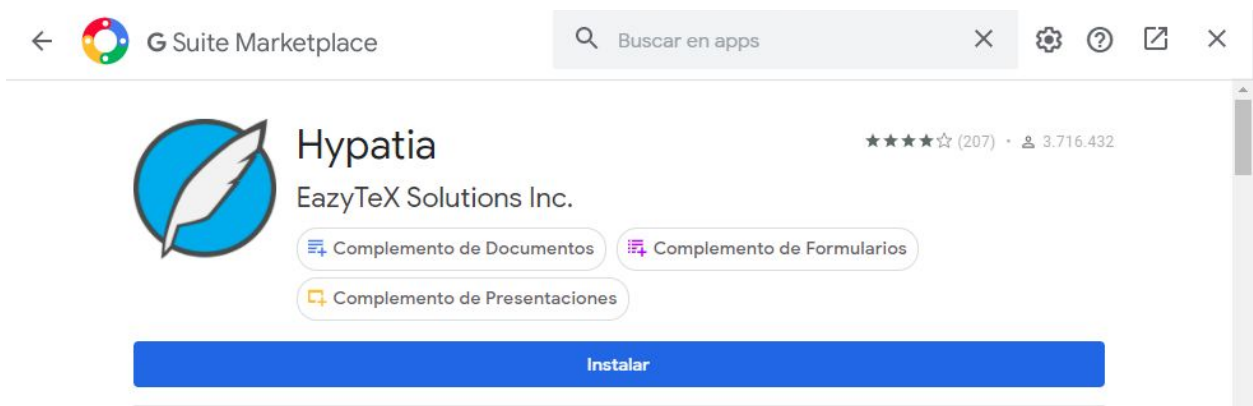 G Suite Marketplace
Buscar en apps
Hypatia
★★★★☆ (207) · 3.716.432
EazyTeX Solutions Inc.
Complemento de Documentos
Complemento de Formularios
Complemento de Presentaciones
Instalar